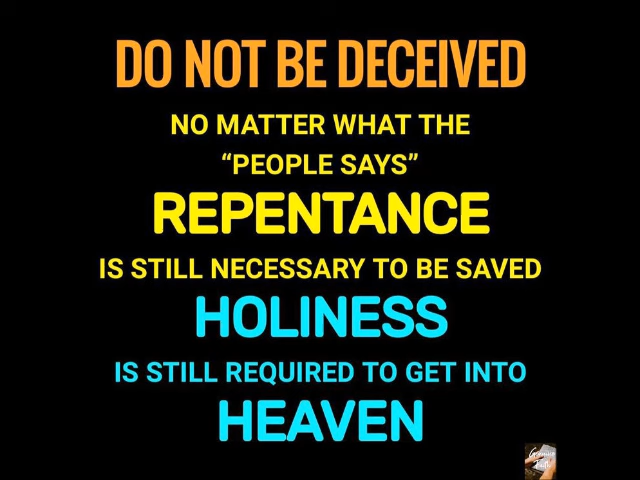 DO NOT BE DECEIVED
NO MATTER WHAT THE
“PEOPLE SAYS”
REPENTANCE
IS STILL NECESSARY TO BE SAVED
HOLINESS
IS STILL REQUIRED TO GET INTO
HEAVEN